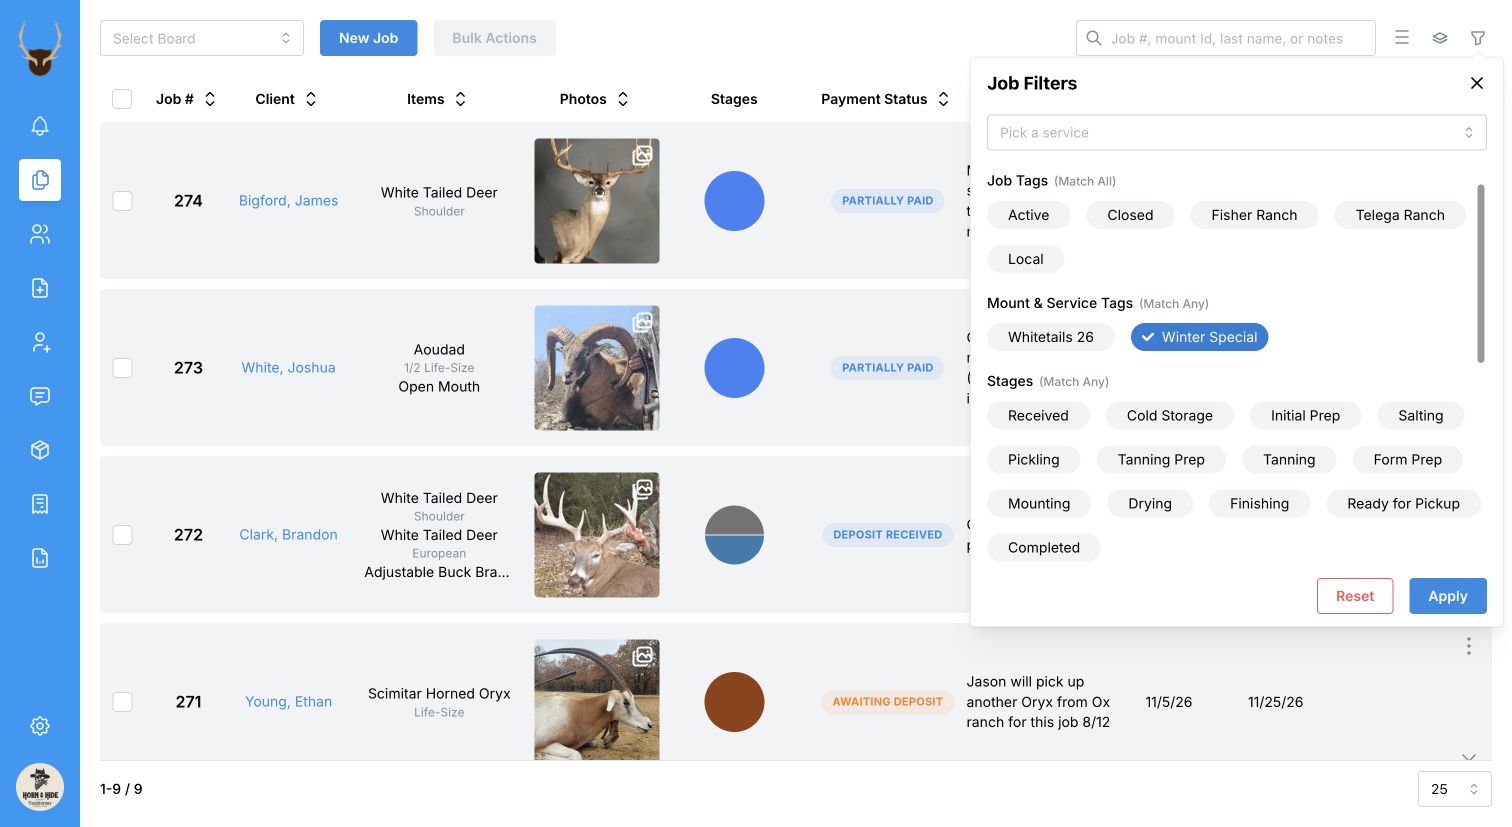 Select Board
New Job
Bulk Actions
Job #, mount Id, last name, or notes
Job #
Client
Items
Photos
Stages
Payment Status
274
Bigford, James
White Tailed Deer
Shoulder
PARTIALLY PAID
273
White, Joshua
Aoudad
1/2 Life-Size
Open Mouth
PARTIALLY PAID
272
Clark, Brandon
White Tailed Deer
Shoulder
White Tailed Deer
European
Adjustable Buck Bra...
DEPOSIT RECEIVED
271
Young, Ethan
Scimitar Horned Oryx
Life-Size
AWAITING DEPOSIT
Jason will pick up
another Oryx from Ox
ranch for this job 8/12
11/5/26
11/25/26
Job Filters
Pick a service
Job Tags (Match All)
Active
Closed
Fisher Ranch
Telega Ranch
Local
Mount & Service Tags (Match Any)
Whitetails 26
Winter Special
Stages (Match Any)
Received
Cold Storage
Initial Prep
Salting
Pickling
Tanning Prep
Tanning
Form Prep
Mounting
Drying
Finishing
Ready for Pickup
Completed
Reset
Apply
HORN & HIDE
Taxidermy
1-9 / 9
25